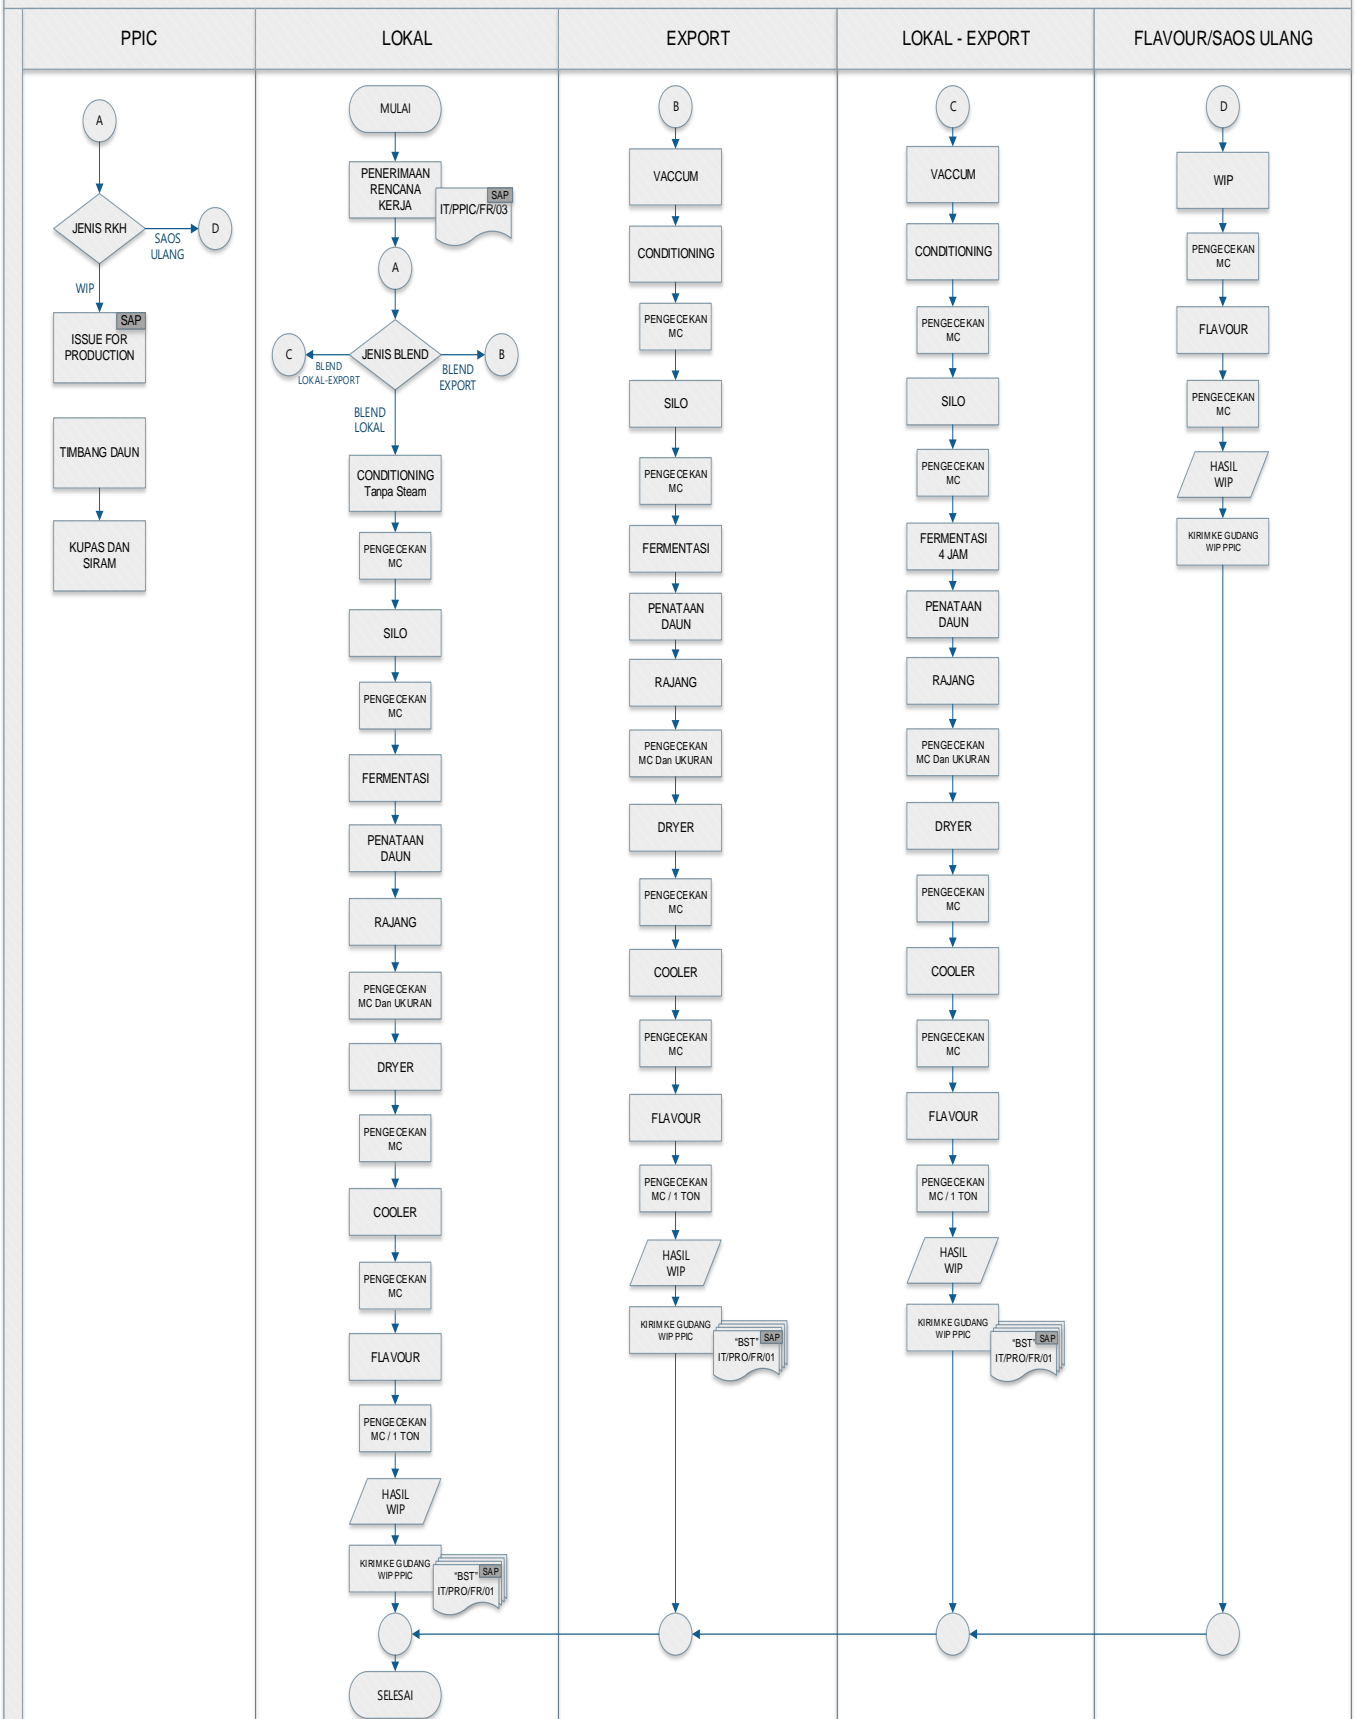 PPIC
LOKAL
EXPORT
LOKAL - EXPORT
FLAVOUR/SAOS ULANG
A
JENIS RKH
SAOS
ULANG
D
WIP
SAP
ISSUE FOR
PRODUCTION
TIMBANG DAUN
KUPAS DAN
SIRAM
MULAI
PENERIMAAN
RENCANA
KERJA
SAP
IT/PPIC/FR/03
A
JENIS BLEND
C
BLEND
LOKAL-EXPORT
BLEND
EXPORT
B
BLEND
LOKAL
CONDITIONING
Tanpa Steam
PENGECEKAN
MC
SILO
PENGECEKAN
MC
FERMENTASI
PENATAAN
DAUN
RAJANG
PENGECEKAN
MC Dan UKURAN
DRYER
PENGECEKAN
MC
COOLER
PENGECEKAN
MC
FLAVOUR
PENGECEKAN
MC / 1 TON
HASIL
WIP
KIRIM KE GUDANG
WIP PPIC
"BST"
SAP
IT/PRO/FR/01
SELESAI
B
VACCUM
CONDITIONING
PENGECEKAN
MC
SILO
PENGECEKAN
MC
FERMENTASI
PENATAAN
DAUN
RAJANG
PENGECEKAN
MC Dan UKURAN
DRYER
PENGECEKAN
MC
COOLER
PENGECEKAN
MC
FLAVOUR
PENGECEKAN
MC / 1 TON
HASIL
WIP
KIRIM KE GUDANG
WIP PPIC
"BST"
SAP
IT/PRO/FR/01
C
VACCUM
CONDITIONING
PENGECEKAN
MC
SILO
PENGECEKAN
MC
FERMENTASI
4 JAM
PENATAAN
DAUN
RAJANG
PENGECEKAN
MC Dan UKURAN
DRYER
PENGECEKAN
MC
COOLER
PENGECEKAN
MC
FLAVOUR
PENGECEKAN
MC / 1 TON
HASIL
WIP
KIRIM KE GUDANG
WIP PPIC
"BST"
SAP
IT/PRO/FR/01
D
WIP
PENGECEKAN
MC
FLAVOUR
PENGECEKAN
MC
HASIL
WIP
KIRIM KE GUDANG
WIP PPIC